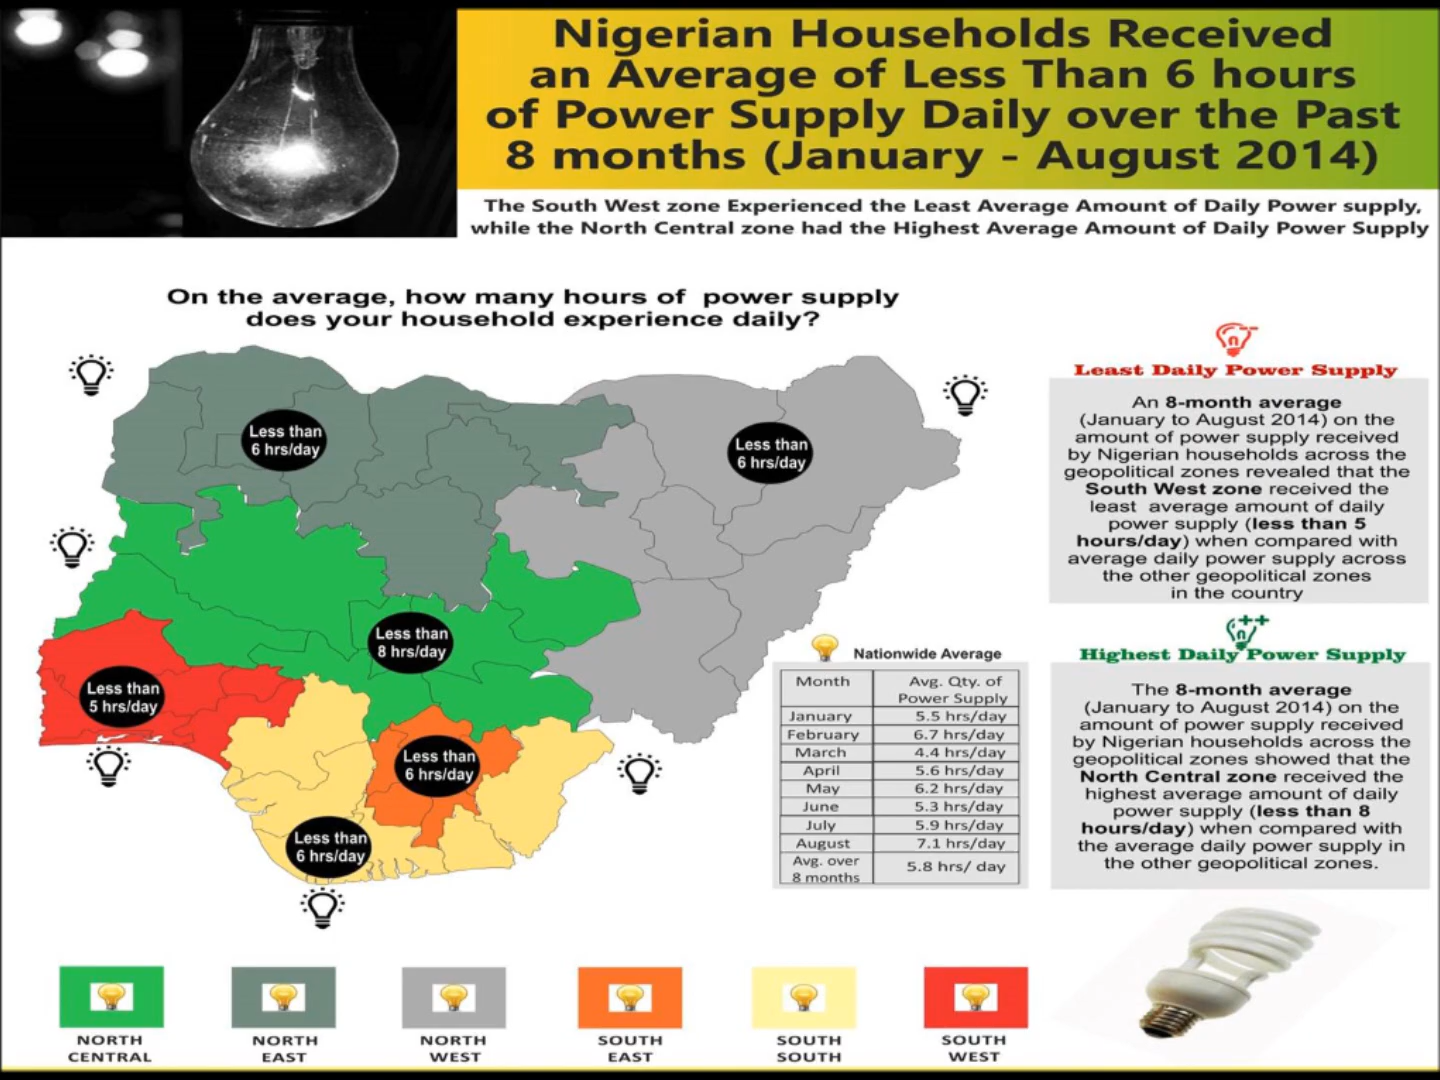 Nigerian Households Received
an Average of Less Than 6 hours
of Power Supply Daily over the Past
8 months (January - August 2014)
The South West zone Experienced the Least Average Amount of Daily Power supply,
while the North Central zone had the Highest Average Amount of Daily Power Supply
On the average, how many hours of power supply
does your household experience daily?
Less than
6 hrs/day
Less than
6 hrs/day
Less than
8 hrs/day
Less than
5 hrs/day
Less than
6 hrs/day
Less than
6 hrs/day
Least Daily Power Supply
An 8-month average
(January to August 2014) on the
amount of power supply received
by Nigerian households across the
geopolitical zones revealed that the
South West zone received the
least average amount of daily
power supply (less than 5
hours/day) when compared with
average daily power supply across
the other geopolitical zones
in the country
Highest Daily Power Supply
The 8-month average
(January to August 2014) on the
amount of power supply received
by Nigerian households across the
geopolitical zones showed that the
North Central zone received the
highest average amount of daily
power supply (less than 8
hours/day) when compared with
the average daily power supply in
the other geopolitical zones.
Nationwide Average
Month Avg. Qty. of
Power Supply
January 5.5 hrs/day
February 6.7 hrs/day
March 4.4 hrs/day
April 5.6 hrs/day
May 6.2 hrs/day
June 5.3 hrs/day
July 5.9 hrs/day
August 7.1 hrs/day
Avg. over
8 months 5.8 hrs/ day
NORTH
CENTRAL
NORTH
EAST
NORTH
WEST
SOUTH
EAST
SOUTH
SOUTH
SOUTH
WEST